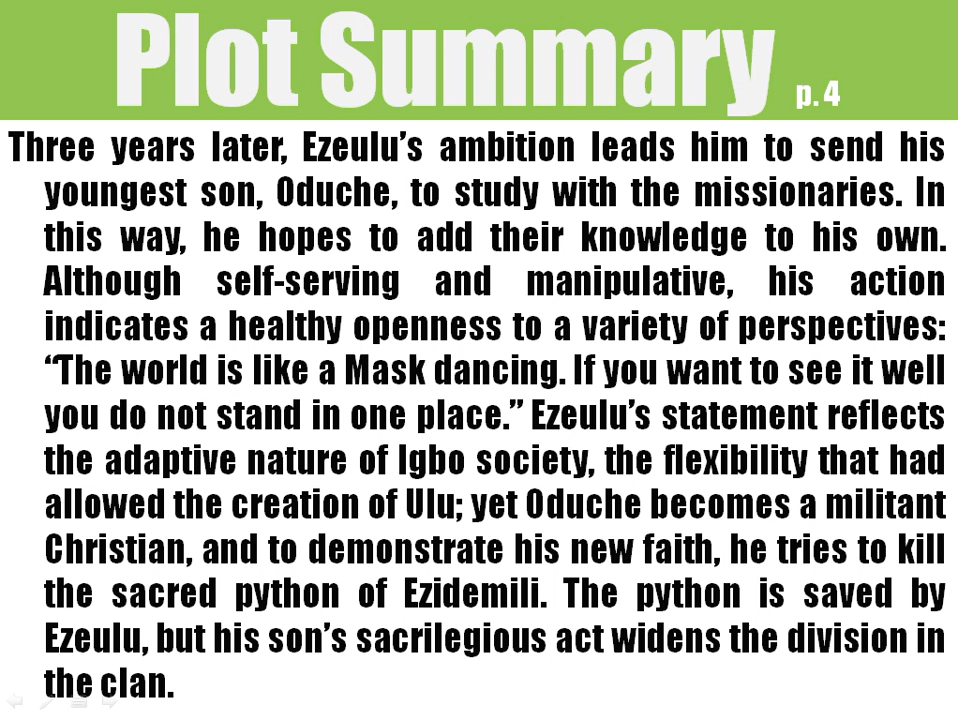 Plot Summary p. 4
Three years later, Ezeulu’s ambition leads him to send his
youngest son, Oduche, to study with the missionaries. In
this way, he hopes to add their knowledge to his own.
Although self-serving and manipulative, his action
indicates a healthy openness to a variety of perspectives:
“The world is like a Mask dancing. If you want to see it well
you do not stand in one place.” Ezeulu’s statement reflects
the adaptive nature of Igbo society, the flexibility that had
allowed the creation of Ulu; yet Oduche becomes a militant
Christian, and to demonstrate his new faith, he tries to kill
the sacred python of Ezidemili. The python is saved by
Ezeulu, but his son’s sacrilegious act widens the division in
the clan.